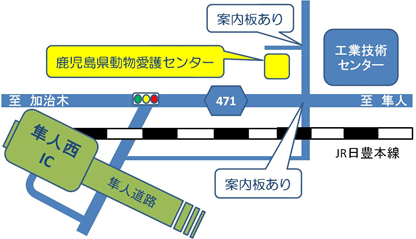 案内板あり
鹿児島県動物愛護センター
工業技術
センター
至 加治木
471
至 隼人
隼人西
IC
JR日豊本線
案内板あり
隼人道路